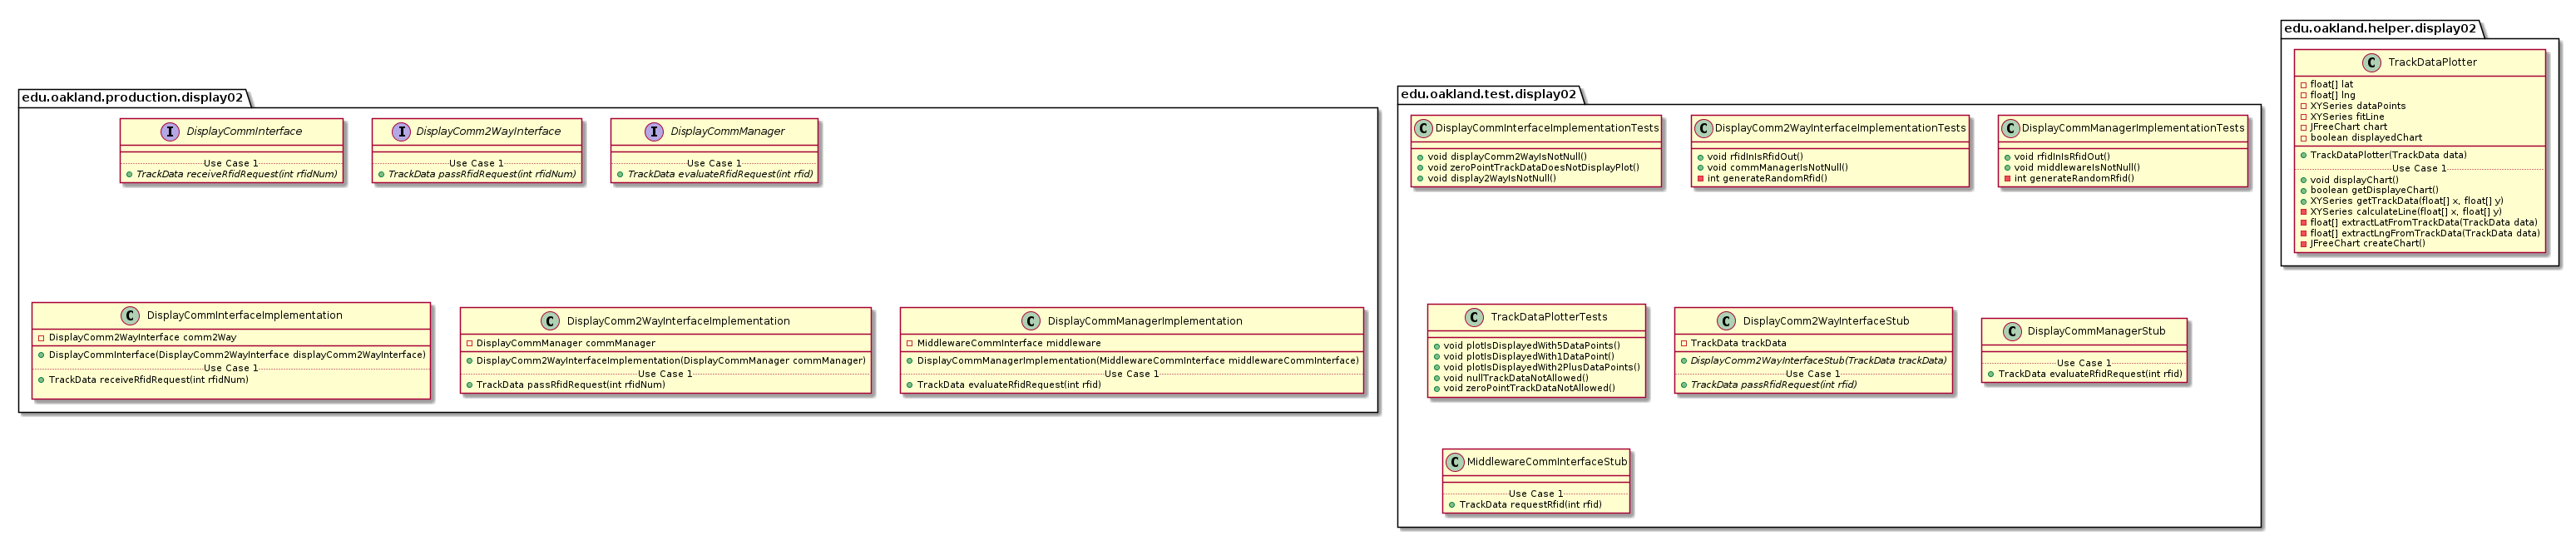 edu.oakland.production.display02
I DisplayCommInterface
Use Case 1
TrackData receiveRfidRequest(int rfidNum)
I DisplayComm2WayInterface
Use Case 1
TrackData passRfidRequest(int rfidNum)
I DisplayCommManager
Use Case 1
TrackData evaluateRfidRequest(int rfid)
C DisplayCommInterfaceImplementation
DisplayComm2WayInterface comm2Way
DisplayCommInterface(DisplayComm2WayInterface displayComm2WayInterface)
Use Case 1
TrackData receiveRfidRequest(int rfidNum)
C DisplayComm2WayInterfaceImplementation
DisplayCommManager commManager
DisplayComm2WayInterfaceImplementation(DisplayCommManager commManager)
Use Case 1
TrackData passRfidRequest(int rfidNum)
C DisplayCommManagerImplementation
MiddlewareCommInterface middleware
DisplayCommManagerImplementation(MiddlewareCommInterface middlewareCommInterface)
Use Case 1
TrackData evaluateRfidRequest(int rfid)
edu.oakland.test.display02
C DisplayCommInterfaceImplementationTests
void displayComm2WayIsNotNull()
void zeroPointTrackDataDoesNotDisplayPlot()
void display2WayIsNotNull()
C DisplayComm2WayInterfaceImplementationTests
void rfidInIsRfidOut()
void commManagerIsNotNull()
int generateRandomRfid()
C DisplayCommManagerImplementationTests
void rfidInIsRfidOut()
void middlewareIsNotNull()
int generateRandomRfid()
C TrackDataPlotterTests
void plotIsDisplayedWith5DataPoints()
void plotIsDisplayedWith1DataPoint()
void plotIsDisplayedWith2PlusDataPoints()
void nullTrackDataNotAllowed()
void zeroPointTrackDataNotAllowed()
C DisplayComm2WayInterfaceStub
TrackData trackData
DisplayComm2WayInterfaceStub(TrackData trackData)
Use Case 1
TrackData passRfidRequest(int rfid)
C DisplayCommManagerStub
Use Case 1
TrackData evaluateRfidRequest(int rfid)
C MiddlewareCommInterfaceStub
Use Case 1
TrackData requestRfid(int rfid)
edu.oakland.helper.display02
C TrackDataPlotter
float[] lat
float[] lng
XYSeries dataPoints
XYSeries fitLine
JFreeChart chart
boolean displayedChart
TrackDataPlotter(TrackData data)
Use Case 1
void displayChart()
boolean getDisplayeChart()
XYSeries getTrackData(float[] x, float[] y)
XYSeries calculateLine(float[] x, float[] y)
float[] extractLatFromTrackData(TrackData data)
float[] extractLngFromTrackData(TrackData data)
JFreeChart createChart()